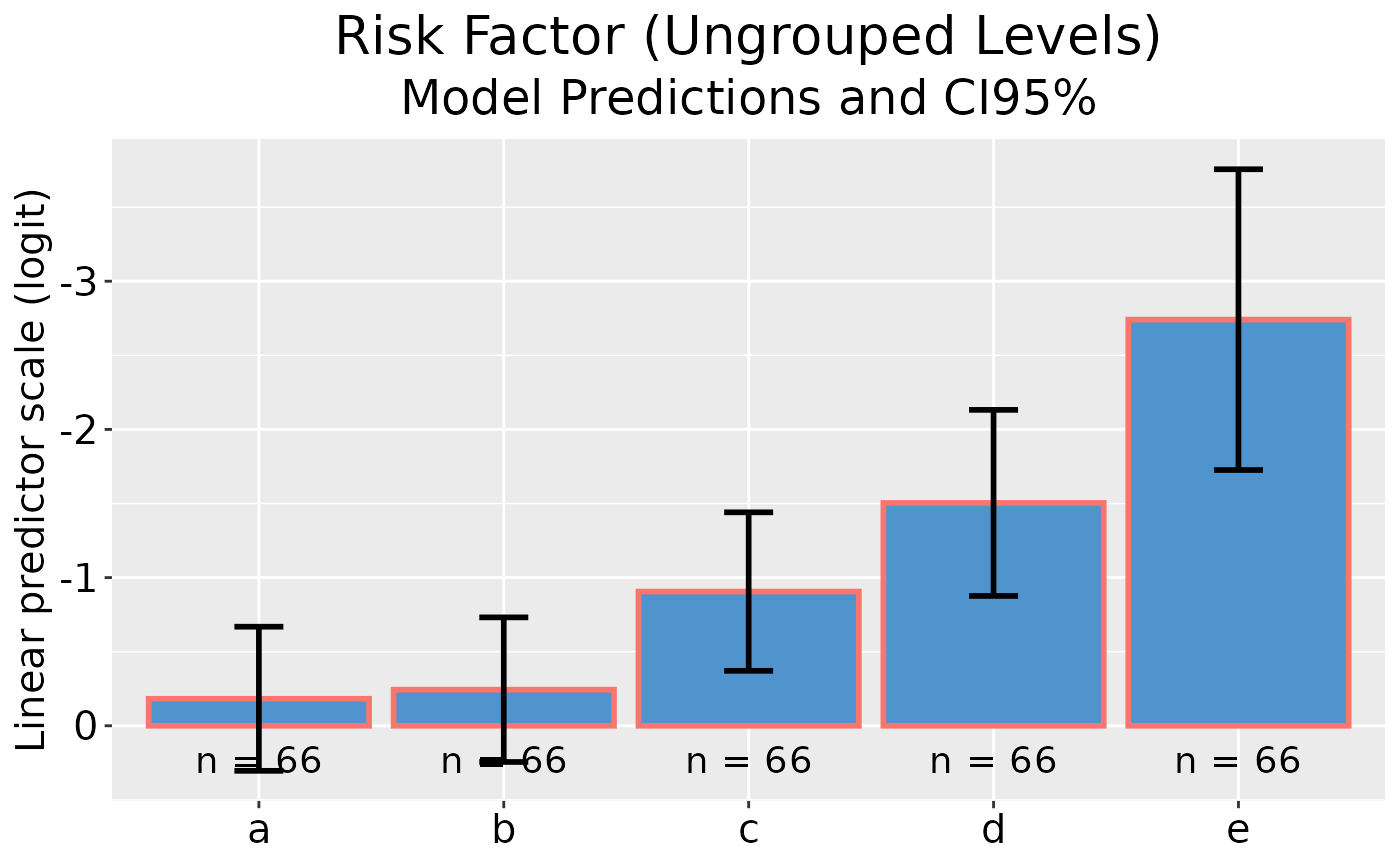 Risk Factor (Ungrouped Levels)
Model Predictions and CI95%
Linear predictor scale (logit)
-3
-2
-1
0
n = 66
n = 66
n = 66
n = 66
n = 66
a
b
c
d
e